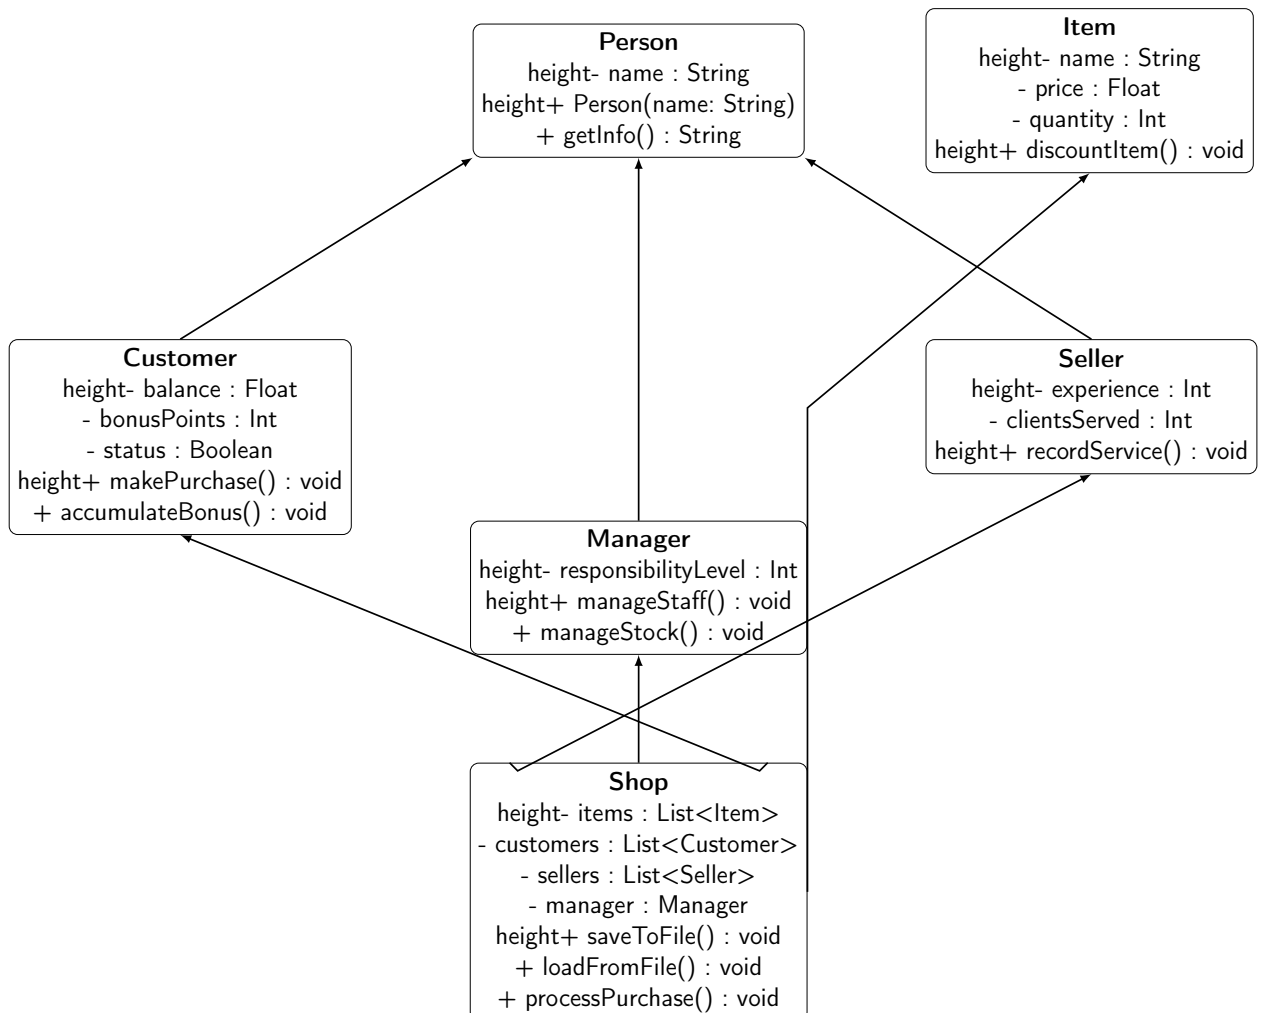 Person
height- name : String
height+ Person(name: String)
+ getInfo() : String
Item
height- name : String
- price : Float
- quantity : Int
height+ discountItem() : void
Customer
height- balance : Float
- bonusPoints : Int
- status : Boolean
height+ makePurchase() : void
+ accumulateBonus() : void
Seller
height- experience : Int
- clientsServed : Int
height+ recordService() : void
Manager
height- responsibilityLevel : Int
height+ manageStaff() : void
+ manageStock() : void
Shop
height- items : List<Item>
- customers : List<Customer>
- sellers : List<Seller>
- manager : Manager
height+ saveToFile() : void
+ loadFromFile() : void
+ processPurchase() : void